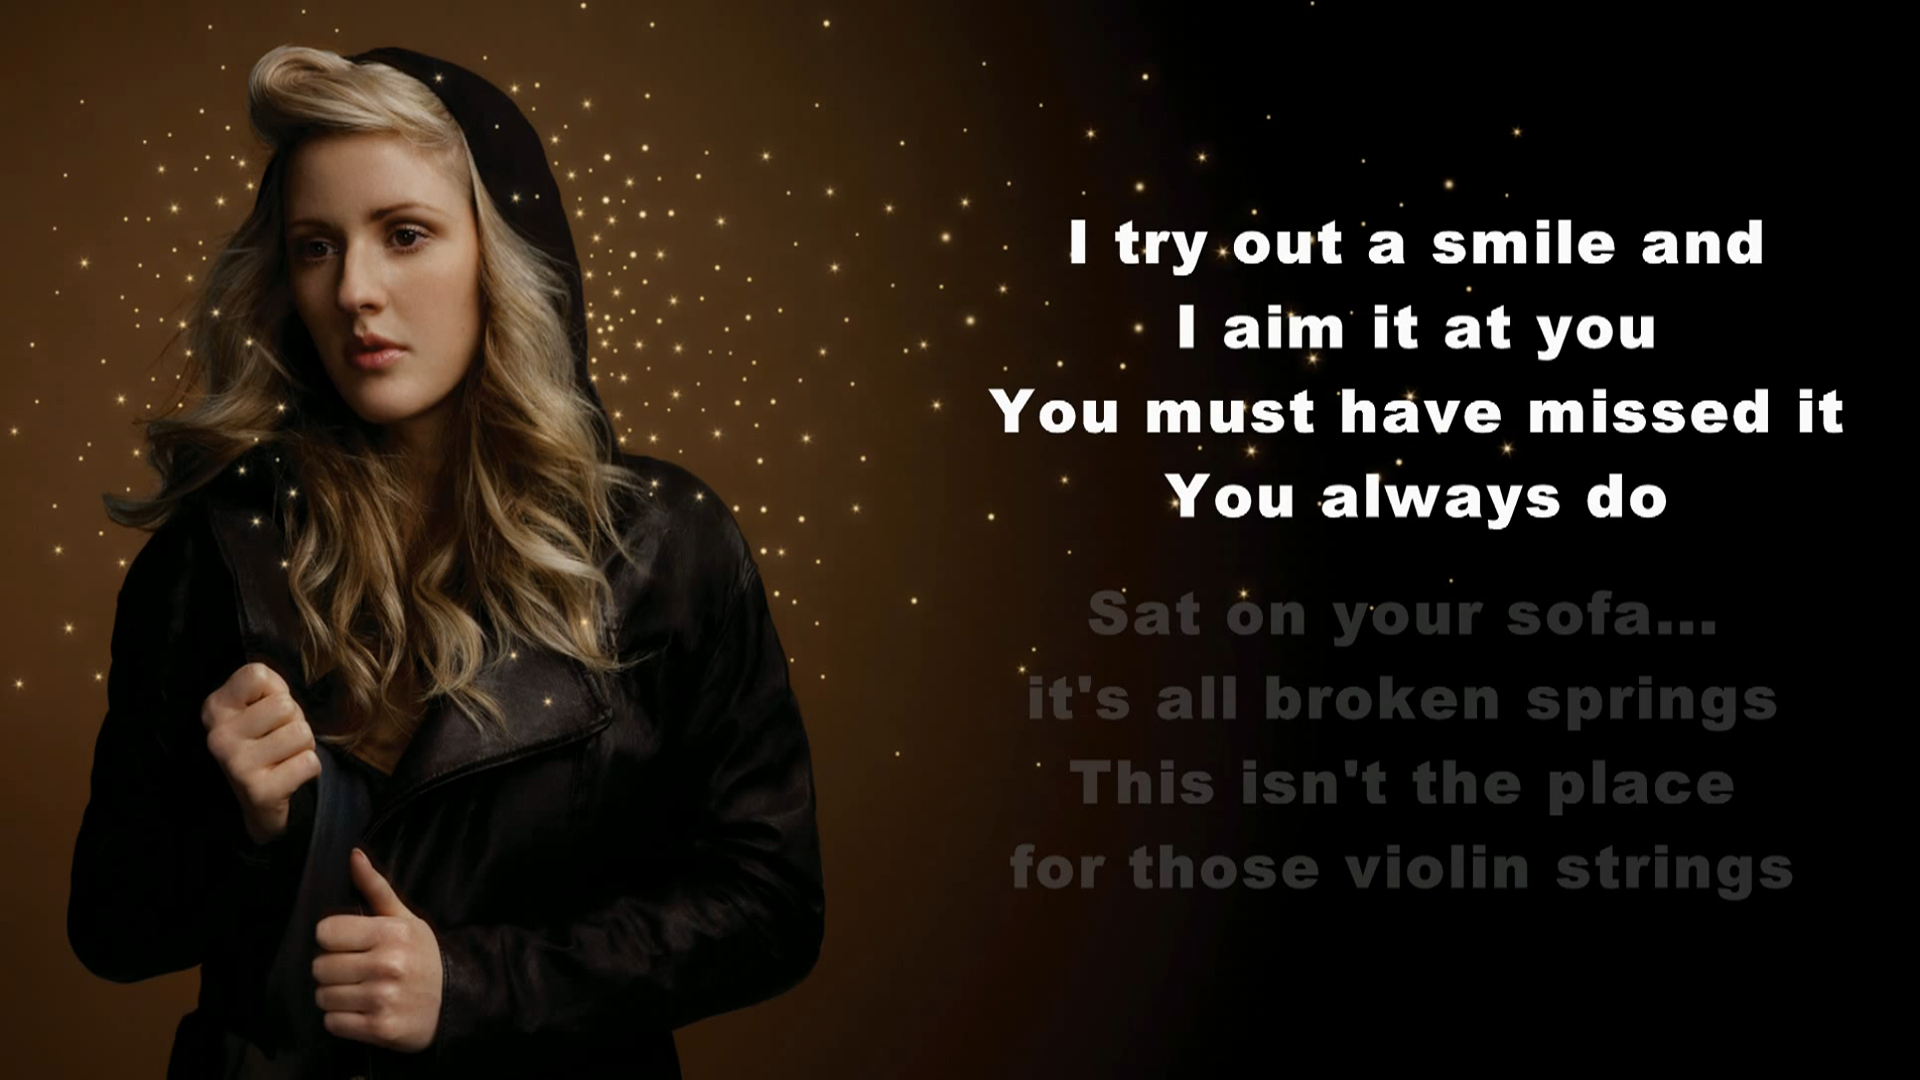 I try out a smile and
I aim it at you
You must have missed it
You always do
Sat on your sofa...
it's all broken springs
This isn't the place
for those violin strings